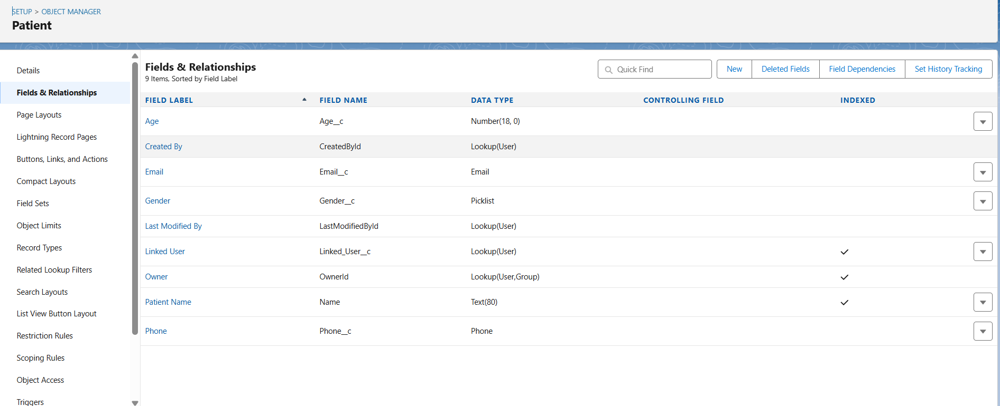 SETUP > OBJECT MANAGER
Patient
Details
Fields & Relationships
Page Layouts
Lightning Record Pages
Buttons, Links, and Actions
Compact Layouts
Field Sets
Object Limits
Record Types
Related Lookup Filters
Search Layouts
List View Button Layout
Restriction Rules
Scoping Rules
Object Access
Triggers
Fields & Relationships
9 Items, Sorted by Field Label
Quick Find
New Deleted Fields Field Dependencies Set History Tracking
FIELD LABEL FIELD NAME DATA TYPE CONTROLLING FIELD INDEXED
Age Age__c Number(18, 0)
Created By CreatedById Lookup(User)
Email Email__c Email
Gender Gender__c Picklist
Last Modified By LastModifiedById Lookup(User)
Linked User Linked_User__c Lookup(User)
Owner OwnerId Lookup(User,Group)
Patient Name Name Text(80)
Phone Phone__c Phone